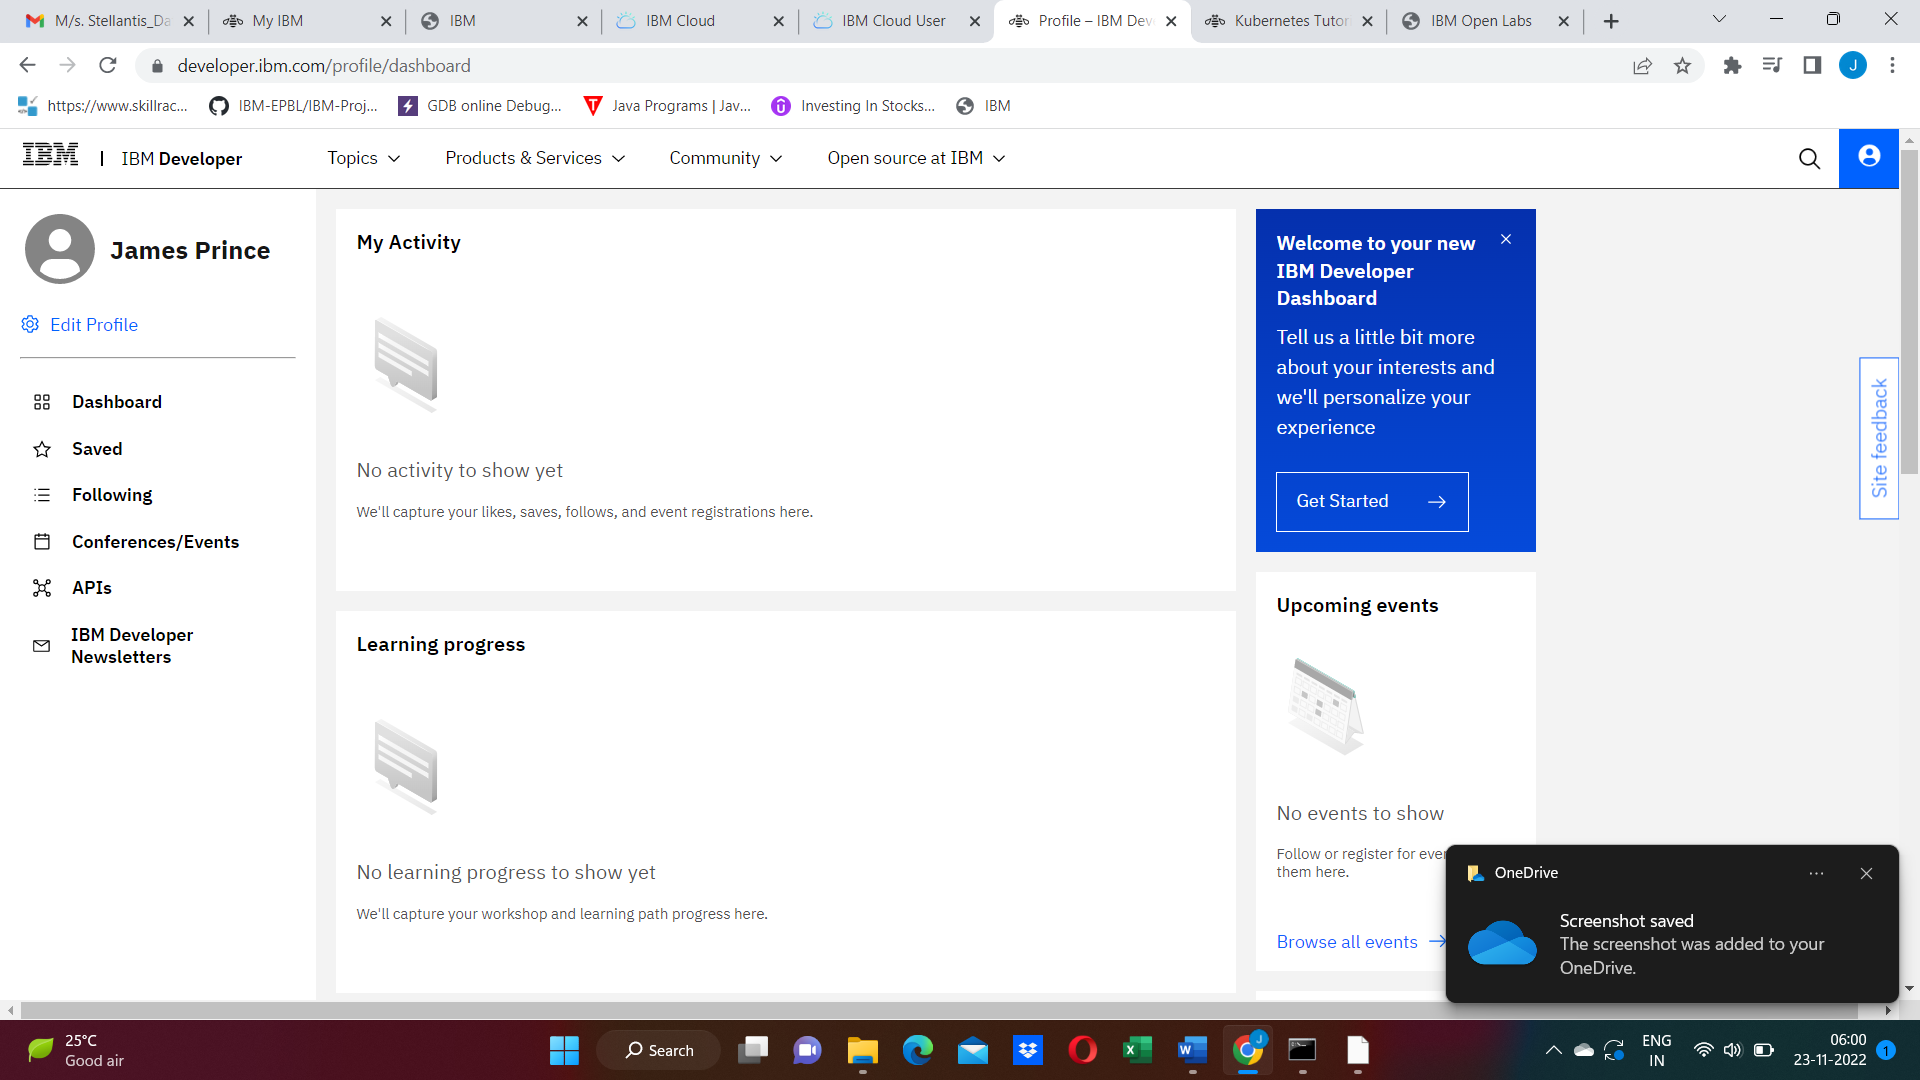 M/s. Stellantis_Da
My IBM
IBM
IBM Cloud
IBM Cloud User
Profile – IBM Dev
Kubernetes Tutor
IBM Open Labs
developer.ibm.com/profile/dashboard
J
https://www.skillrac...
IBM-EPBL/IBM-Proj...
GDB online Debug...
Java Programs | Jav...
Investing In Stocks...
IBM
IBM
IBM Developer
Topics
Products & Services
Community
Open source at IBM
James Prince
Edit Profile
Dashboard
Saved
Following
Conferences/Events
APIs
IBM Developer
Newsletters
My Activity
No activity to show yet
We'll capture your likes, saves, follows, and event registrations here.
Learning progress
No learning progress to show yet
We'll capture your workshop and learning path progress here.
Welcome to your new
IBM Developer
Dashboard
Tell us a little bit more
about your interests and
we'll personalize your
experience
Get Started
Upcoming events
No events to show
Follow or register for eve
them here.
Browse all events
Site feedback
OneDrive
Screenshot saved
The screenshot was added to your
OneDrive.
25°C
Good air
Search
J
ENG
IN
06:00
23-11-2022
1